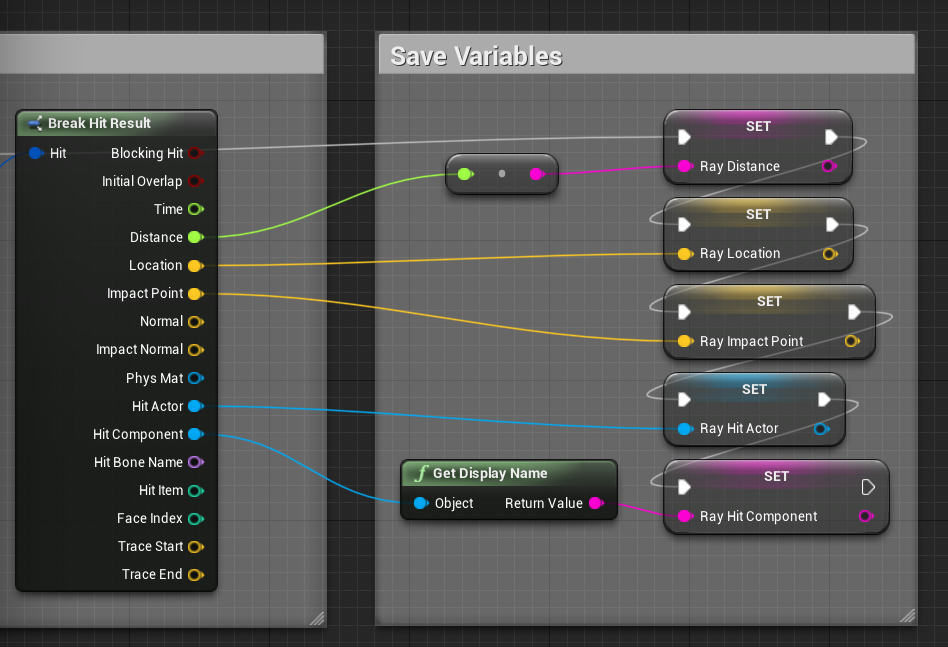 Save Variables
Break Hit Result
Hit
Blocking Hit
Initial Overlap
Time
Distance
Location
Impact Point
Normal
Impact Normal
Phys Mat
Hit Actor
Hit Component
Hit Bone Name
Hit Item
Face Index
Trace Start
Trace End
f Get Display Name
Object
Return Value
SET
Ray Distance
SET
Ray Location
SET
Ray Impact Point
SET
Ray Hit Actor
SET
Ray Hit Component